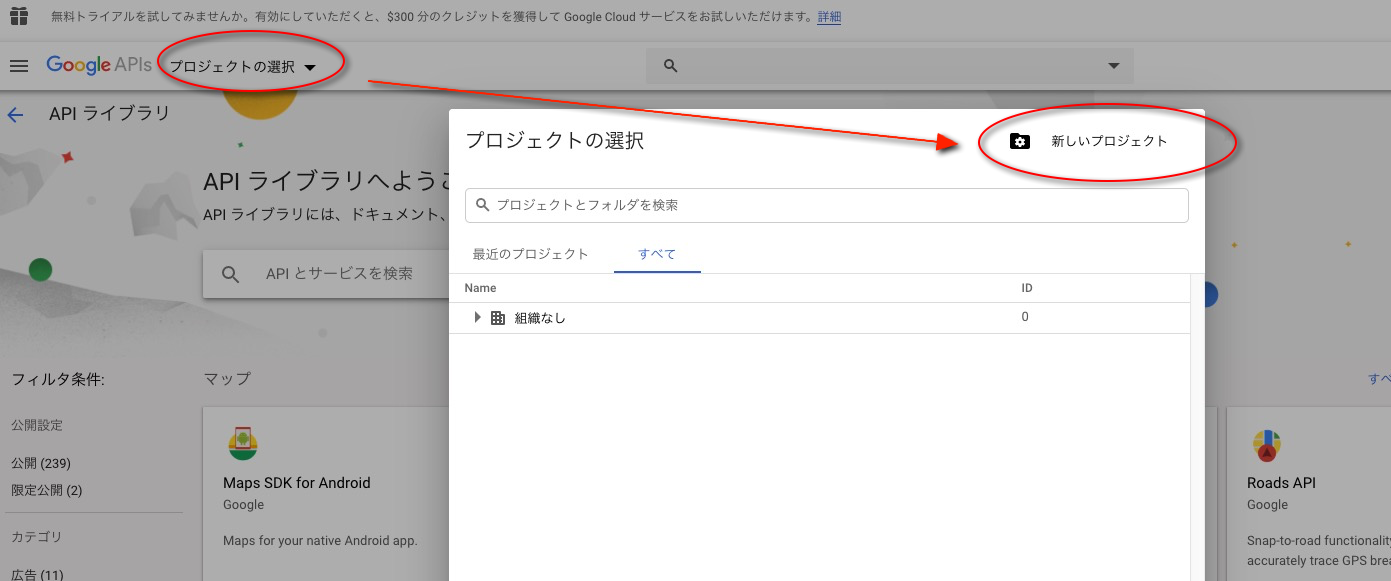 無料トライアルを試してみませんか。有効にしていただくと、$300 分のクレジットを獲得して Google Cloud サービスをお試しいただけます。詳細
Google APIs プロジェクトの選択
API ライブラリ
プロジェクトの選択
新しいプロジェクト
API ライブラリへようこ
API ライブラリには、ドキュメント、
プロジェクトとフォルダを検索
API とサービスを検索
最近のプロジェクト すべて
Name ID
組織なし 0
フィルタ条件:
マップ
すべ
公開設定
公開 (239)
限定公開 (2)
カテゴリ
広告 (11)
Maps SDK for Android
Google
Maps for your native Android app.
Roads API
Google
Snap-to-road functionality
accurately trace GPS brea